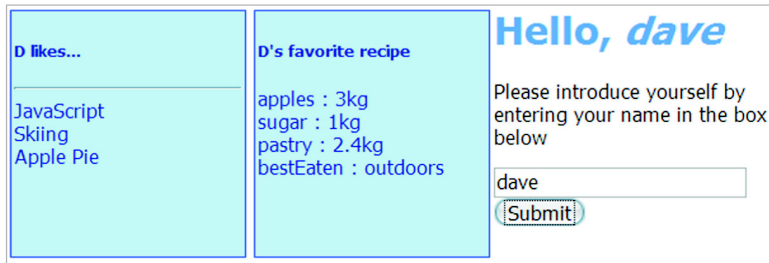 D likes...
JavaScript
Skiing
Apple Pie
D's favorite recipe
apples : 3kg
sugar : 1kg
pastry : 2.4kg
bestEaten : outdoors
Hello, dave
Please introduce yourself by
entering your name in the box
below
dave
Submit